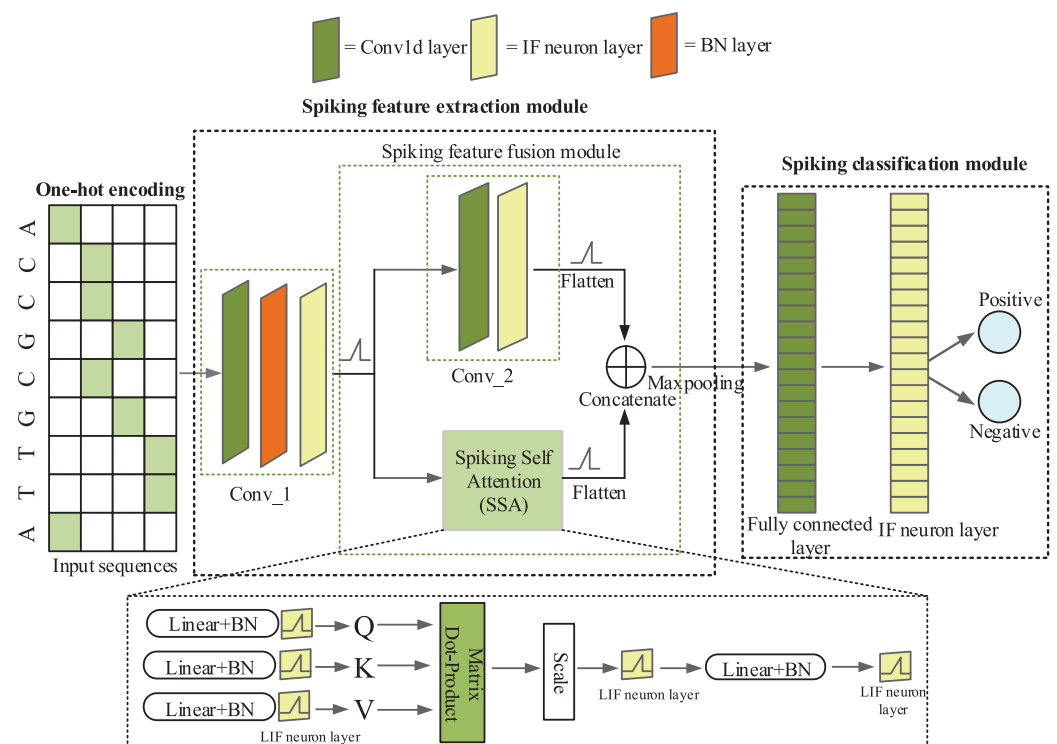 = Conv1d layer
= IF neuron layer
= BN layer
Spiking feature extraction module
Spiking feature fusion module
Spiking classification module
One-hot encoding
A
C
C
G
C
G
T
T
A
Input sequences
Conv_1
Conv_2
Flatten
Concatenate
Maxpooling
Spiking Self
Attention
(SSA)
Flatten
Fully connected
layer
IF neuron layer
Positive
Negative
Linear+BN
Q
Linear+BN
K
Linear+BN
V
LIF neuron layer
Matrix
Dot-Product
Scale
LIF neuron layer
Linear+BN
LIF neuron
layer